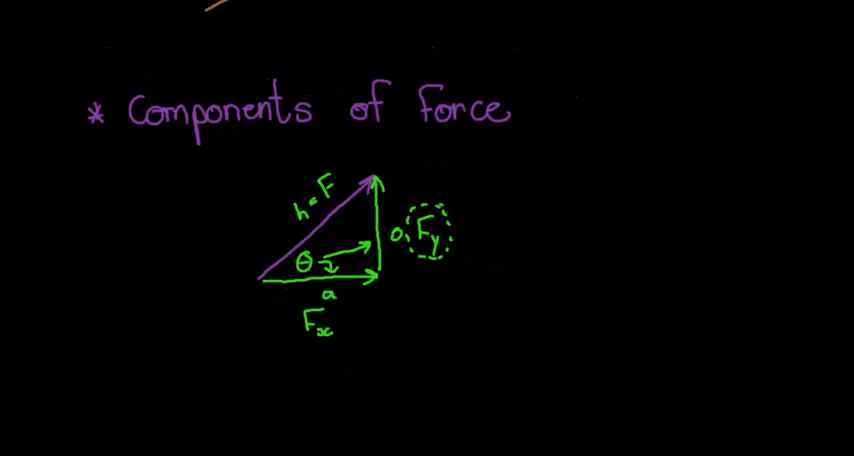 * Components of Force
h = F
o, Fy
θ
a
Fx